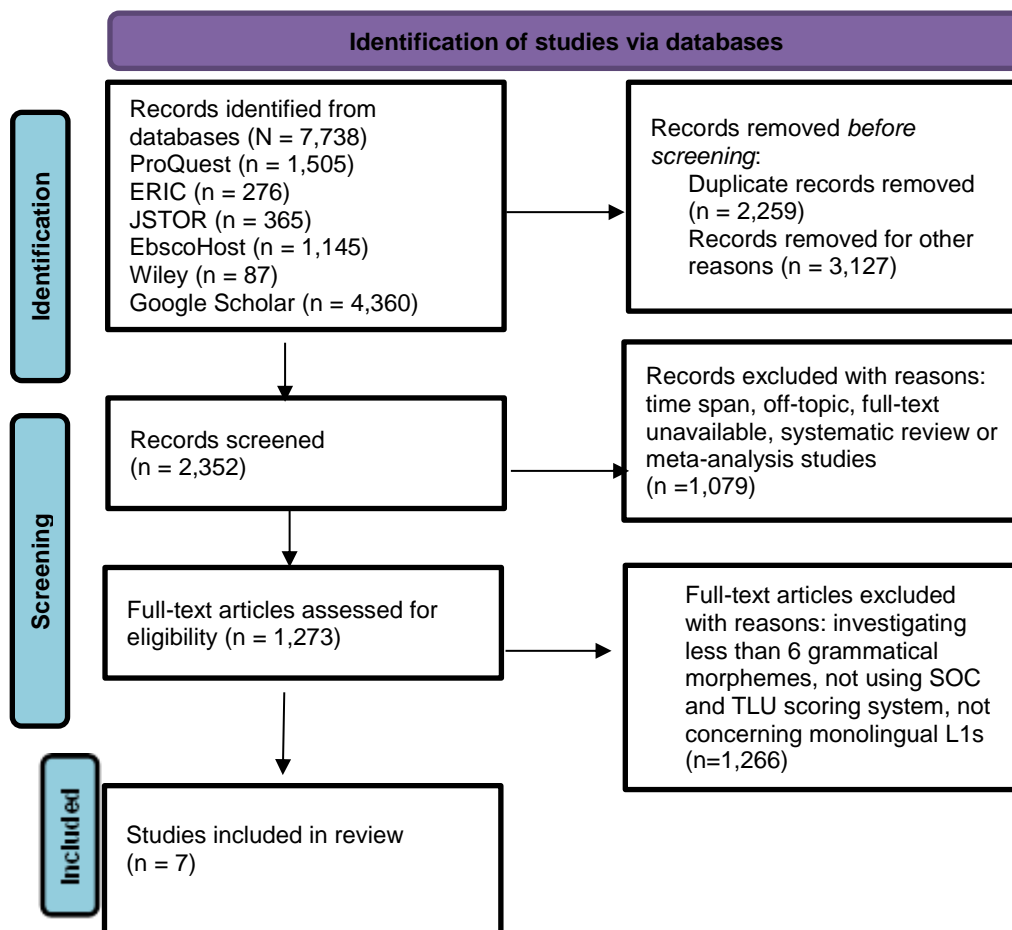 Identification of studies via databases
Identification
Records identified from
databases (N = 7,738)
ProQuest (n = 1,505)
ERIC (n = 276)
JSTOR (n = 365)
EbscoHost (n = 1,145)
Wiley (n = 87)
Google Scholar (n = 4,360)
Records removed before
screening:
Duplicate records removed
(n = 2,259)
Records removed for other
reasons (n = 3,127)
Screening
Records screened
(n = 2,352)
Records excluded with reasons:
time span, off-topic, full-text
unavailable, systematic review or
meta-analysis studies
(n =1,079)
Full-text articles assessed for
eligibility (n = 1,273)
Full-text articles excluded
with reasons: investigating
less than 6 grammatical
morphemes, not using SOC
and TLU scoring system, not
concerning monolingual L1s
(n=1,266)
Included
Studies included in review
(n = 7)